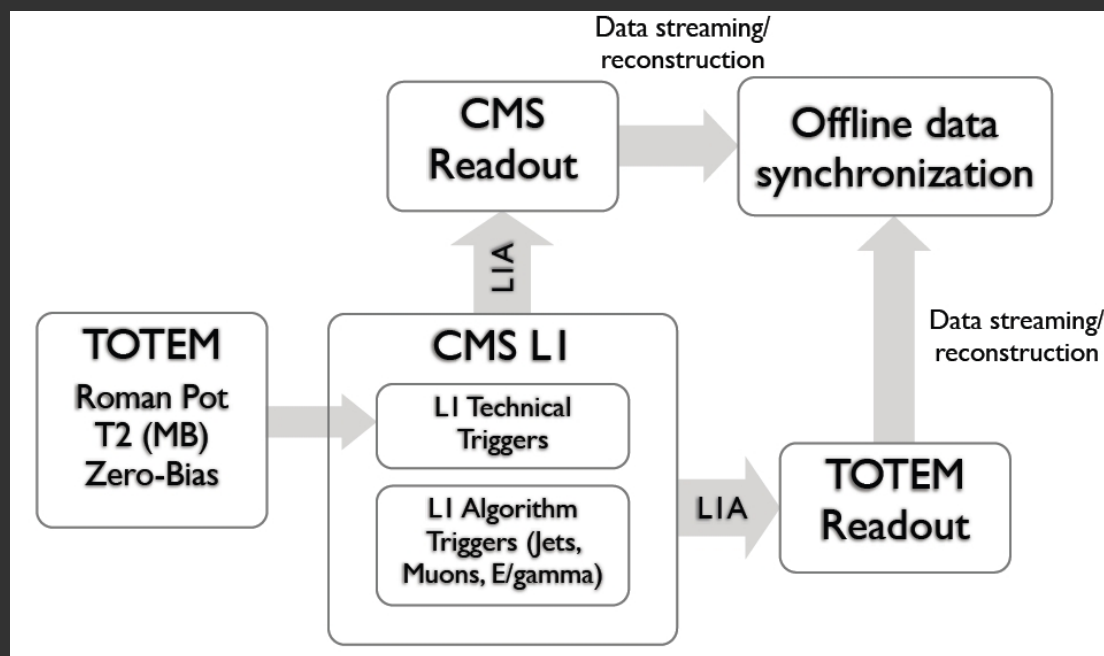 Data streaming/
reconstruction
CMS
Readout
Offline data
synchronization
L1A
TOTEM
Roman Pot
T2 (MB)
Zero-Bias
CMS L1
L1 Technical
Triggers
L1 Algorithm
Triggers (Jets,
Muons, E/gamma)
L1A
TOTEM
Readout
Data streaming/
reconstruction